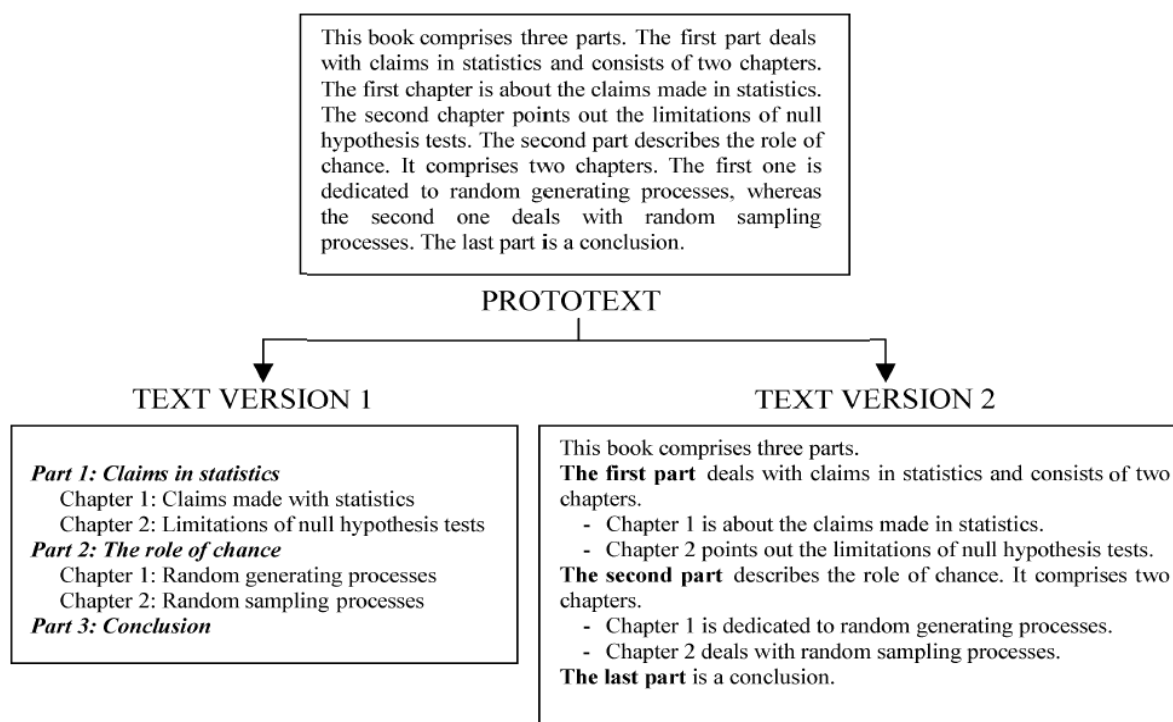 This book comprises three parts. The first part deals
with claims in statistics and consists of two chapters.
The first chapter is about the claims made in statistics.
The second chapter points out the limitations of null
hypothesis tests. The second part describes the role of
chance. It comprises two chapters. The first one is
dedicated to random generating processes, whereas
the second one deals with random sampling
processes. The last part is a conclusion.
PROTOTEXT
TEXT VERSION 1
Part 1: Claims in statistics
Chapter 1: Claims made with statistics
Chapter 2: Limitations of null hypothesis tests
Part 2: The role of chance
Chapter 1: Random generating processes
Chapter 2: Random sampling processes
Part 3: Conclusion
TEXT VERSION 2
This book comprises three parts.
The first part deals with claims in statistics and consists of two
chapters.
- Chapter 1 is about the claims made in statistics.
- Chapter 2 points out the limitations of null hypothesis tests.
The second part describes the role of chance. It comprises two
chapters.
- Chapter 1 is dedicated to random generating processes.
- Chapter 2 deals with random sampling processes.
The last part is a conclusion.